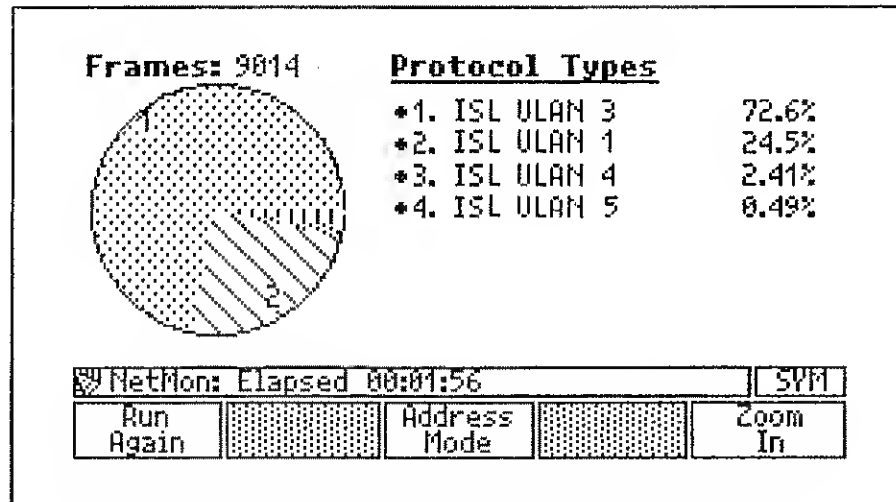 Frames: 9014
Protocol Types
1
2
•1. ISL VLAN 3 72.6%
•2. ISL VLAN 1 24.5%
•3. ISL VLAN 4 2.41%
•4. ISL VLAN 5 0.49%
NetMon: Elapsed 00:01:56
SYM
Run Again
Address Mode
Zoom In